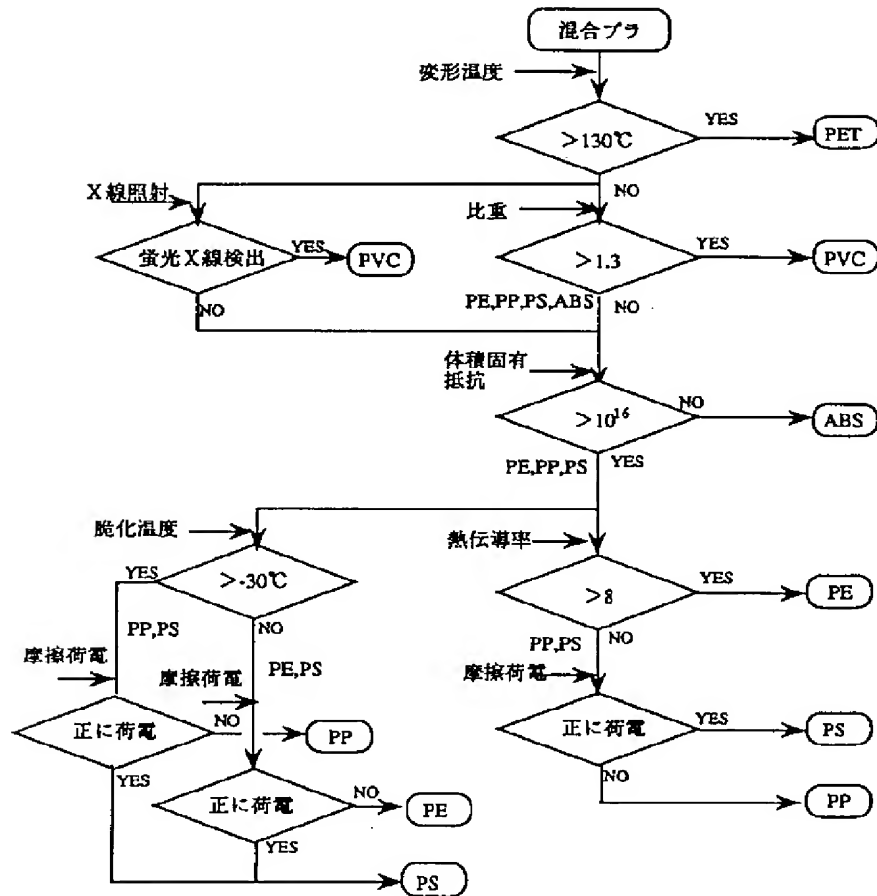 混合プラ
変形温度
>130℃
YES
PET
NO
X線照射
比重
蛍光X線検出
YES
PVC
>1.3
YES
PVC
NO
PE,PP,PS,ABS
NO
体積固有
抵抗
>10¹⁶
NO
ABS
PE,PP,PS
YES
脆化温度
熱伝導率
>-30℃
YES
NO
>8
YES
PE
PP,PS
PP,PS
NO
摩擦荷電
摩擦荷電
PE,PS
摩擦荷電
正に荷電
NO
PP
正に荷電
YES
PS
YES
NO
正に荷電
NO
PE
PP
YES
PS